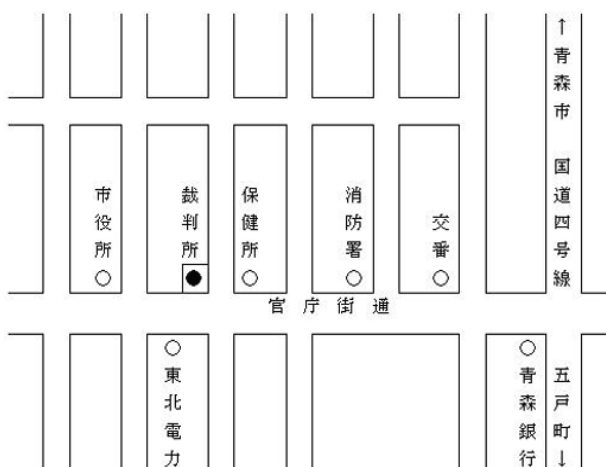 ↑青森市 国道四号線
市役所
裁判所
保健所
消防署
交番
官庁街通
東北電力
青森銀行
五戸町↓